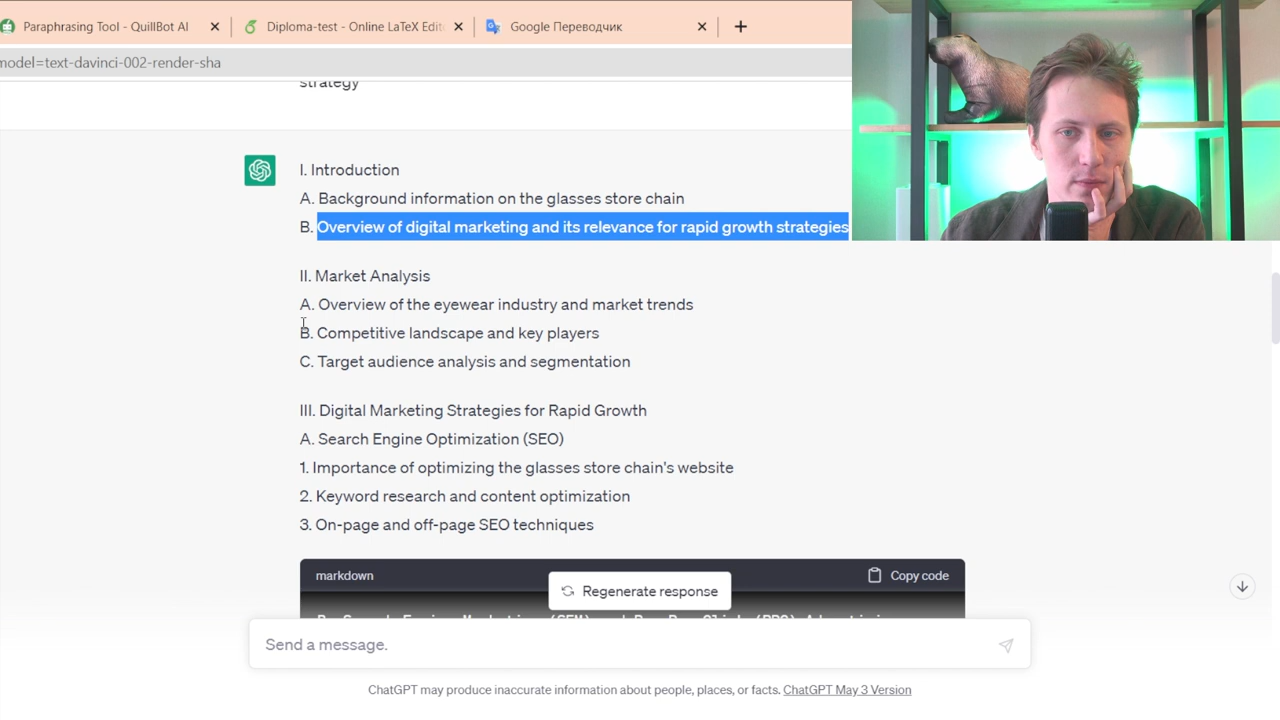 Paraphrasing Tool - QuillBot AI
Diploma-test - Online LaTeX Edit
Google Переводчик
model=text-davinci-002-render-sha
strategy
I. Introduction
A. Background information on the glasses store chain
B. Overview of digital marketing and its relevance for rapid growth strategies
II. Market Analysis
A. Overview of the eyewear industry and market trends
B. Competitive landscape and key players
C. Target audience analysis and segmentation
III. Digital Marketing Strategies for Rapid Growth
A. Search Engine Optimization (SEO)
1. Importance of optimizing the glasses store chain's website
2. Keyword research and content optimization
3. On-page and off-page SEO techniques
markdown
Copy code
Regenerate response
Send a message.
ChatGPT may produce inaccurate information about people, places, or facts. ChatGPT May 3 Version